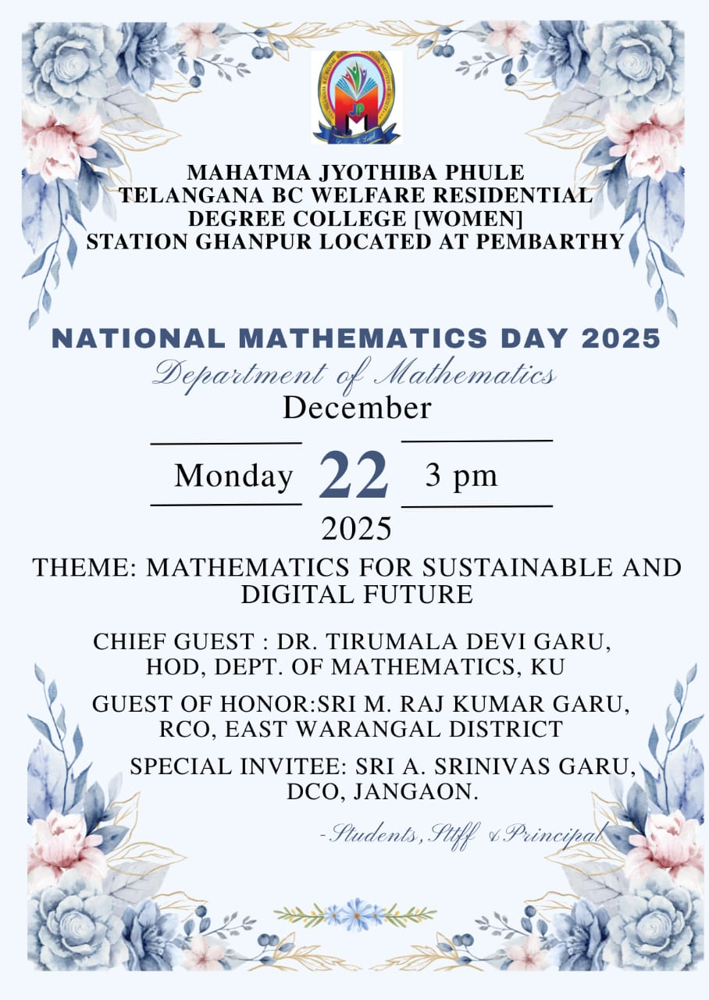 JP
MAHATMA JYOTHIBA PHULE
TELANGANA BC WELFARE RESIDENTIAL
DEGREE COLLEGE [WOMEN]
STATION GHANPUR LOCATED AT PEMBARTHY
NATIONAL MATHEMATICS DAY 2025
Department of Mathematics
December
Monday 22 3 pm
2025
THEME: MATHEMATICS FOR SUSTAINABLE AND
DIGITAL FUTURE
CHIEF GUEST : DR. TIRUMALA DEVI GARU,
HOD, DEPT. OF MATHEMATICS, KU
GUEST OF HONOR:SRI M. RAJ KUMAR GARU,
RCO, EAST WARANGAL DISTRICT
SPECIAL INVITEE: SRI A. SRINIVAS GARU,
DCO, JANGAON.
-Students,Stff &Principal